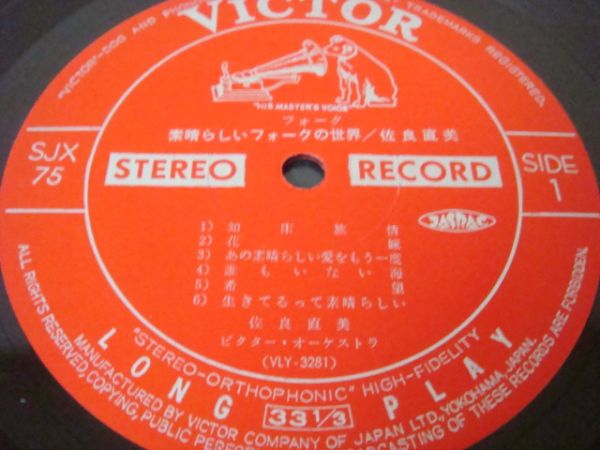 VICTOR
"VICTOR"-DOG AND PHONO
TRADEMARKS REGISTERED.
"HIS MASTER'S VOICE"
フォーク
素晴らしいフォークの世界/佐良直美
SJX
75
STEREO
RECORD
SIDE
1
JASRAC
1) 知床旅情
2) 花嫁
3) あの素晴らしい愛をもう一度
4) 誰もいない海
5) 希望
6) 生きてるって素晴らしい
佐良直美
ビクター・オーケストラ
(VLY-3281)
"STEREO-ORTHOPHONIC" HIGH-FIDELITY
LONG 33 1/3 PLAY
MANUFACTURED BY VICTOR COMPANY OF JAPAN LTD., YOKOHAMA, JAPAN.
ALL RIGHTS RESERVED, COPYING, PUBLIC PERFO
DCASTING OF THESE RECORDS ARE FORBIDDEN.